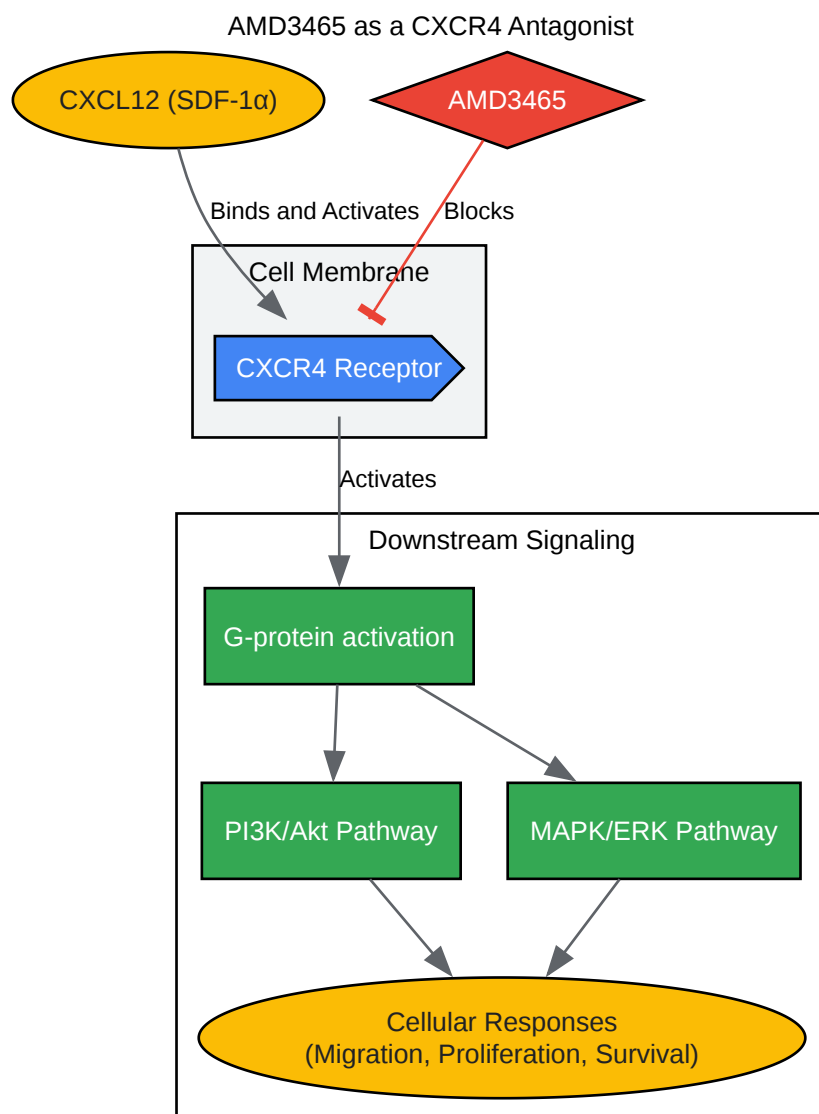 AMD3465 as a CXCR4 Antagonist
CXCL12 (SDF-1α)
AMD3465
Binds and Activates
Blocks
Cell Membrane
CXCR4 Receptor
Activates
Downstream Signaling
G-protein activation
PI3K/Akt Pathway
MAPK/ERK Pathway
Cellular Responses
(Migration, Proliferation, Survival)